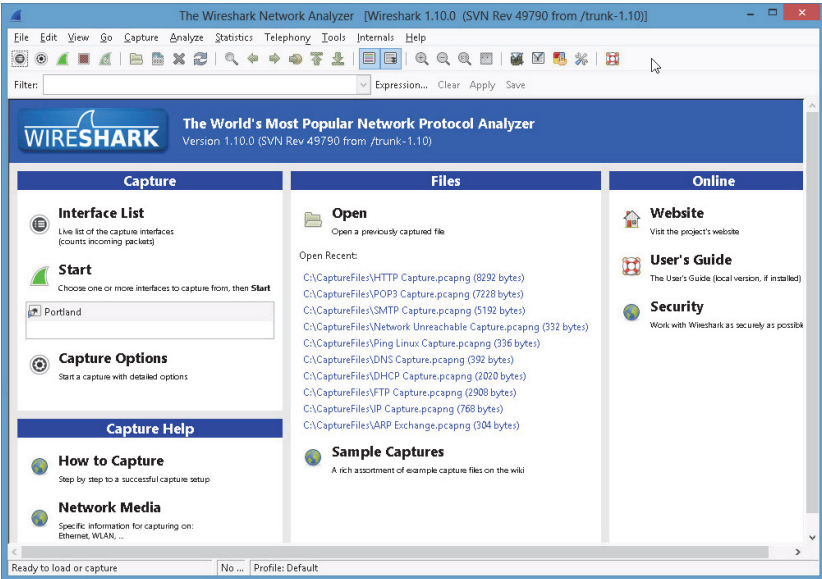 The Wireshark Network Analyzer [Wireshark 1.10.0 (SVN Rev 49790 from /trunk-1.10)]
File Edit View Go Capture Analyze Statistics Telephony Tools Internals Help
Filter: Expression... Clear Apply Save
WIRESHARK
The World's Most Popular Network Protocol Analyzer
Version 1.10.0 (SVN Rev 49790 from /trunk-1.10)
Capture
Interface List
Live list of the capture interfaces
(counts incoming packets)
Start
Choose one or more interfaces to capture from, then Start
Portland
Capture Options
Start a capture with detailed options
Capture Help
How to Capture
Step by step to a successful capture setup
Network Media
Specific information for capturing on:
Ethernet, WLAN, ...
Files
Open
Open a previously captured file
Open Recent:
C:\CaptureFiles\HTTP Capture.pcapng (8292 bytes)
C:\CaptureFiles\POP3 Capture.pcapng (7228 bytes)
C:\CaptureFiles\SMTP Capture.pcapng (5192 bytes)
C:\CaptureFiles\Network Unreachable Capture.pcapng (332 bytes)
C:\CaptureFiles\Ping Linux Capture.pcapng (336 bytes)
C:\CaptureFiles\DNS Capture.pcapng (392 bytes)
C:\CaptureFiles\DHCP Capture.pcapng (2020 bytes)
C:\CaptureFiles\FTP Capture.pcapng (2908 bytes)
C:\CaptureFiles\IP Capture.pcapng (768 bytes)
C:\CaptureFiles\ARP Exchange.pcapng (304 bytes)
Sample Captures
A rich assortment of example capture files on the wiki
Online
Website
Visit the project's website
User's Guide
The User's Guide (local version, if installed)
Security
Work with Wireshark as securely as possibl
Ready to load or capture No ... Profile: Default